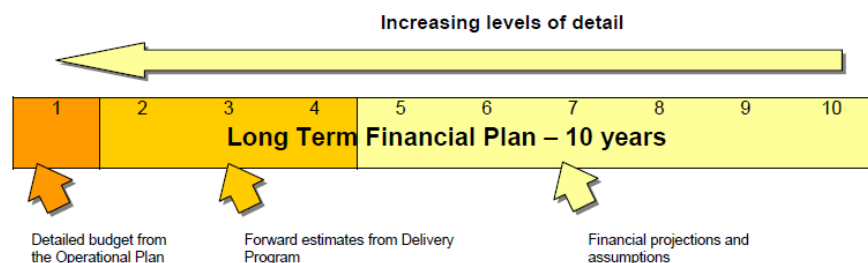 Increasing levels of detail
1 2 3 4 5 6 7 8 9 10
Long Term Financial Plan – 10 years
Detailed budget from
the Operational Plan
Forward estimates from Delivery
Program
Financial projections and
assumptions